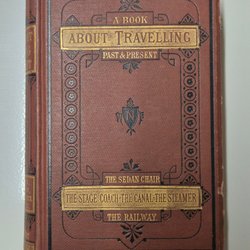 A BOOK
ABOUT TRAVELLING
PAST & PRESENT
THE SEDAN CHAIR
THE STAGE COACH·THE CANAL·THE STEAMER
THE RAILWAY